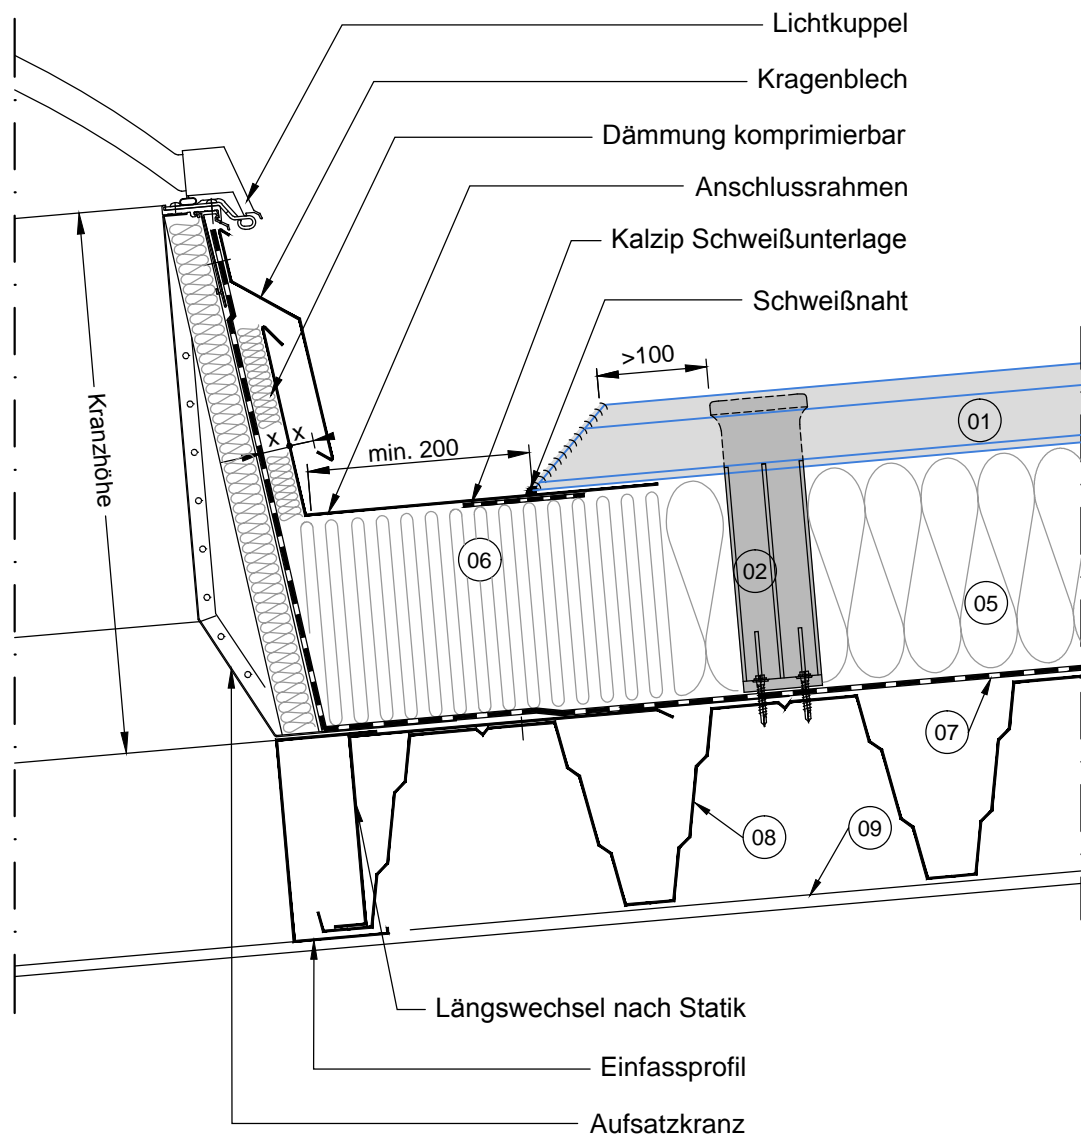 Lichtkuppel
Kragenblech
Dämmung komprimierbar
Anschlussrahmen
Kalzip Schweißunterlage
Schweißnaht
>100
01
Kranzhöhe
x x
min. 200
06
02
05
07
08
09
Längswechsel nach Statik
Einfassprofil
Aufsatzkranz